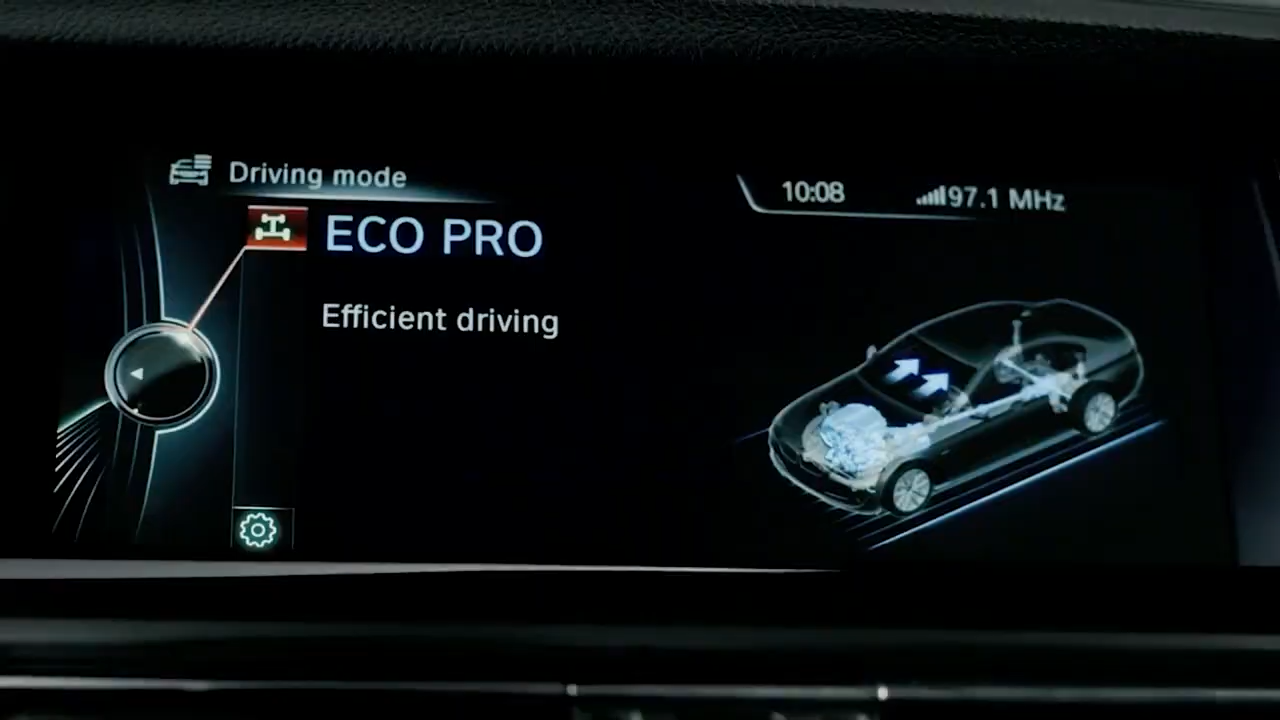 Driving mode
10:08
97.1 MHz
ECO PRO
Efficient driving